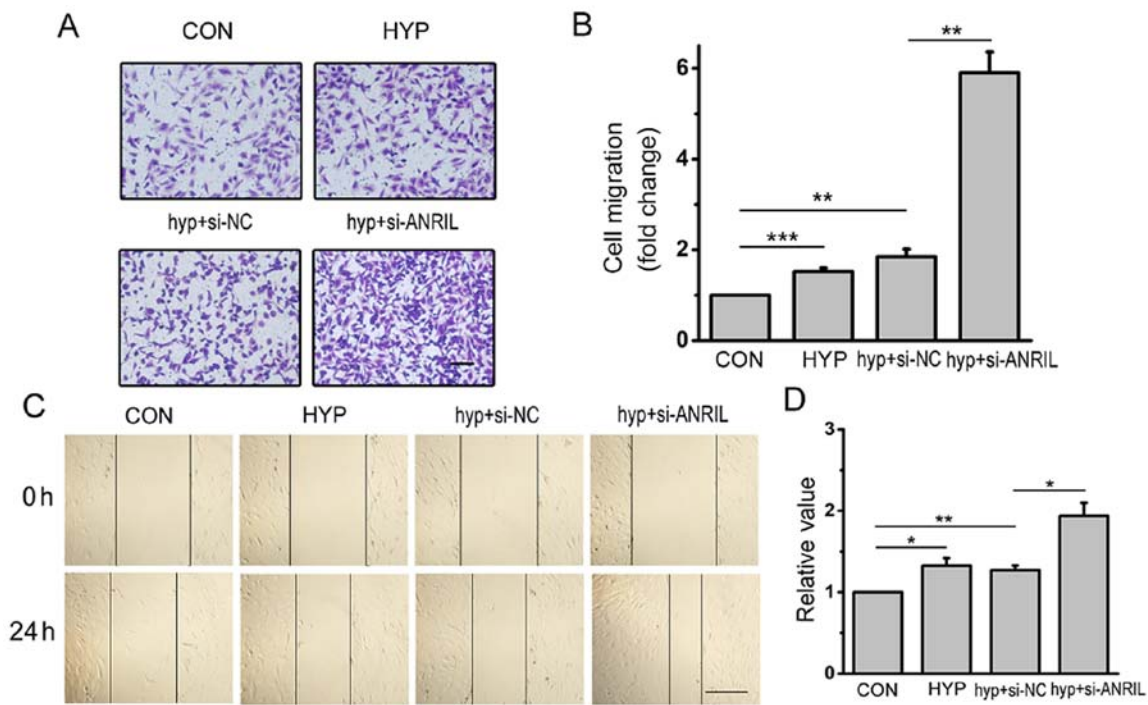 A
CON
HYP
hyp+si-NC
hyp+si-ANRIL
B
Cell migration
(fold change)
6
4
2
0
**
**
***
CON
HYP
hyp+si-NC
hyp+si-ANRIL
C
CON
HYP
hyp+si-NC
hyp+si-ANRIL
0h
24h
D
Relative value
3
2
1
0
*
**
*
CON
HYP
hyp+si-NC
hyp+si-ANRIL